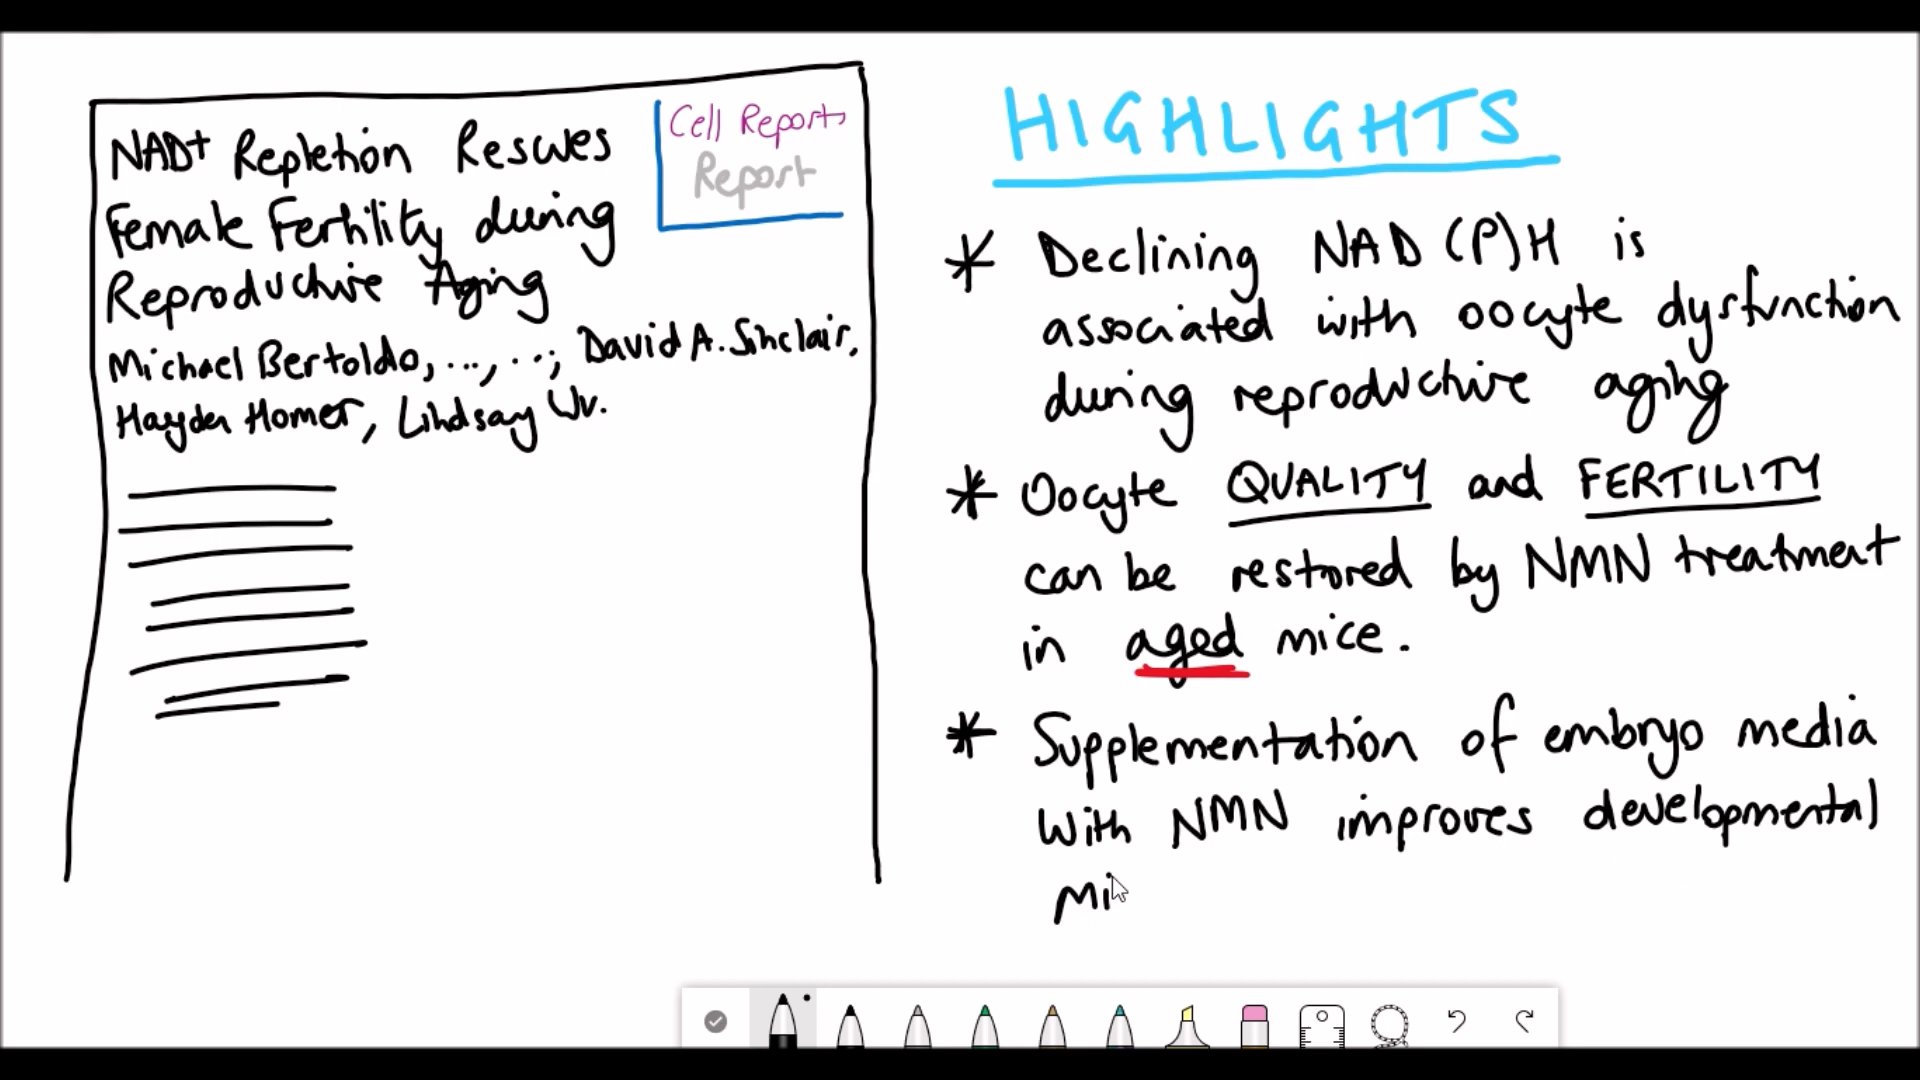 NAD+ Repletion Rescues
Female Fertility during
Reproductive Aging
Michael Bertoldo, ..., ..., David A. Sinclair,
Hayden Homer, Lindsay Wu.
Cell Reports
Report
HIGHLIGHTS
* Declining NAD(P)H is
associated with oocyte dysfunction
during reproductive aging
* Oocyte QUALITY and FERTILITY
can be restored by NMN treatment
in aged mice.
* Supplementation of embryo media
with NMN improves developmental
mi